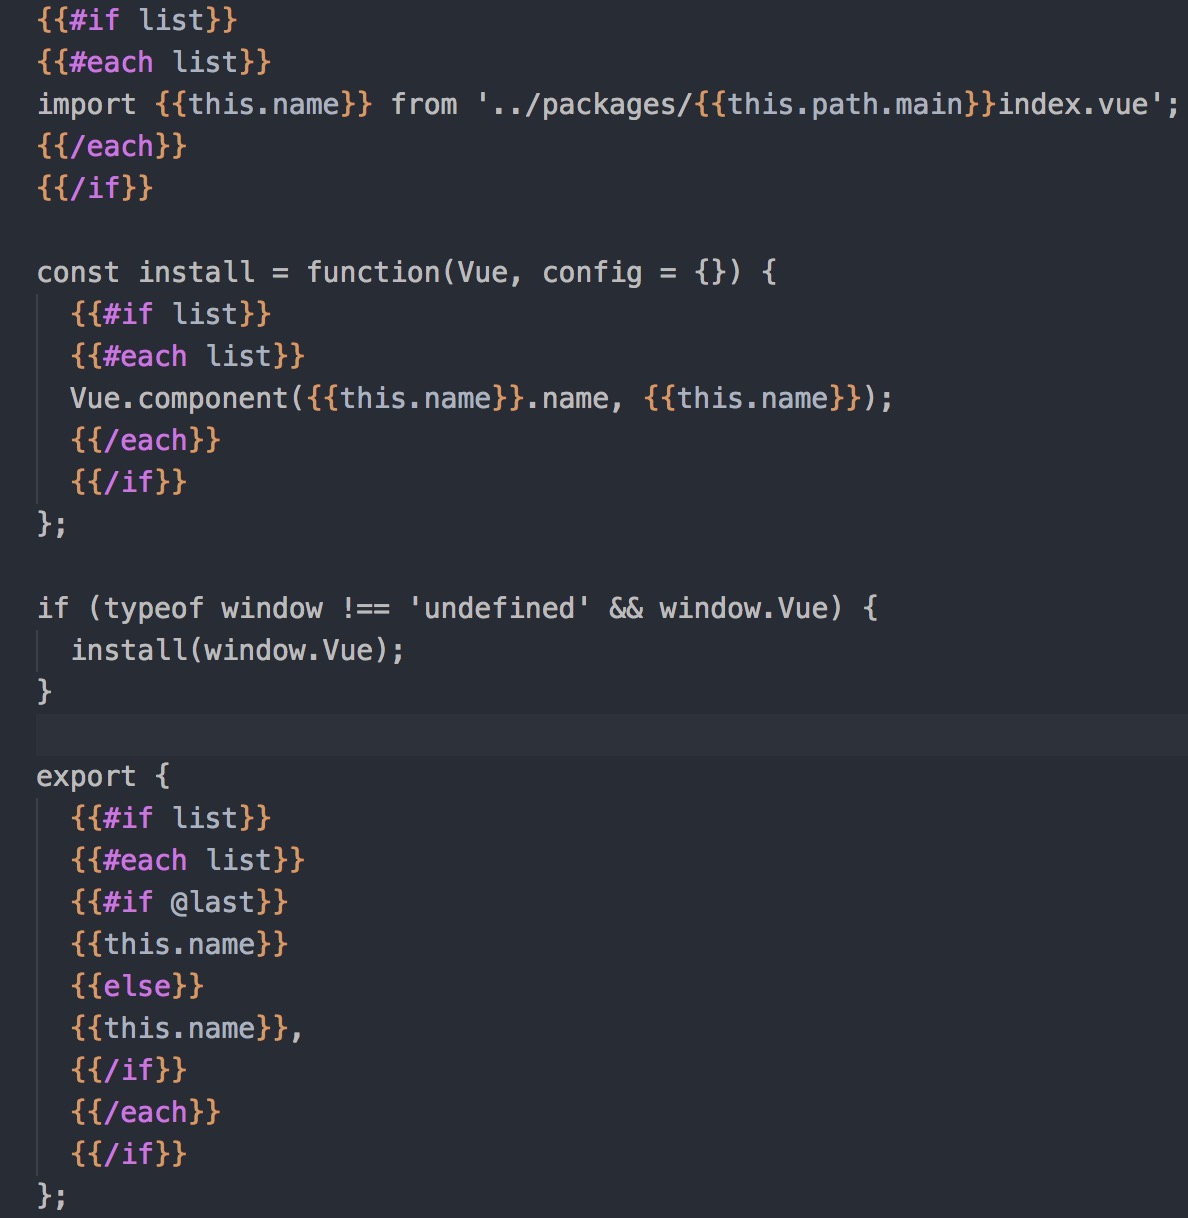 {{#if list}}
{{#each list}}
import {{this.name}} from '../packages/{{this.path.main}}index.vue';
{{/each}}
{{/if}}

const install = function(Vue, config = {}) {
  {{#if list}}
  {{#each list}}
  Vue.component({{this.name}}.name, {{this.name}});
  {{/each}}
  {{/if}}
};

if (typeof window !== 'undefined' && window.Vue) {
  install(window.Vue);
}

export {
  {{#if list}}
  {{#each list}}
  {{#if @last}}
  {{this.name}}
  {{else}}
  {{this.name}},
  {{/if}}
  {{/each}}
  {{/if}}
};